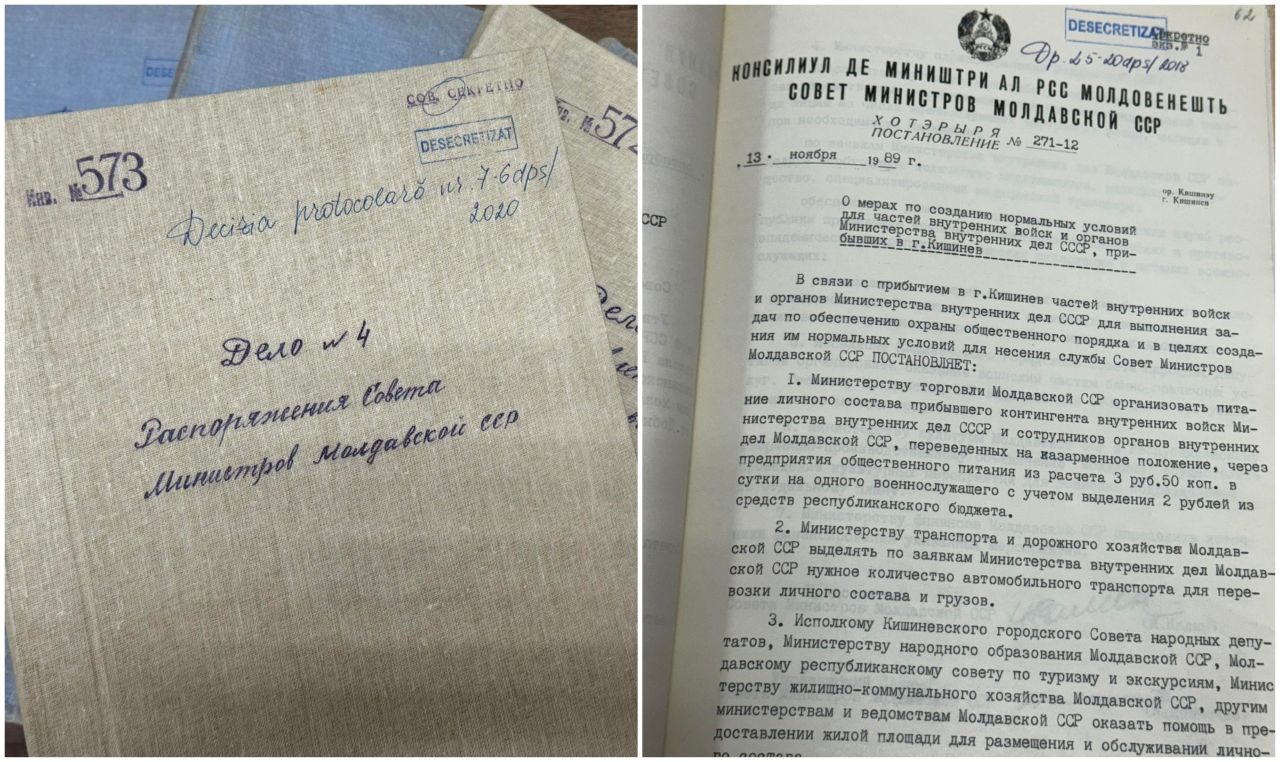 DESEC
СОВ. СЕКРЕТНО
DESECRETIZAT
Инв. № 573
Decizia protocolară nr. 7-6dps/
2020
Дело N 4
Распоряжения Совета
Министров Молдавской ССР
№ 57
ССР
62
DESECRETIZAT
Секретно
экз.№ 1
Dp. 25-20dps/2018
КОНСИЛИУЛ ДЕ МИНИШТРИ АЛ РСС МОЛДОВЕНЕШТЬ
СОВЕТ МИНИСТРОВ МОЛДАВСКОЙ ССР
ХОТЭРЫРЯ
ПОСТАНОВЛЕНИЕ № 271-12
13. ноября 1989 г.
ор. Кишинэу
г. Кишинев
О мерах по созданию нормальных условий
для частей внутренних войск и органов
Министерства внутренних дел СССР, при-
бывших в г.Кишинев
В связи с прибытием в г.Кишинев частей внутренних войск
и органов Министерства внутренних дел СССР для выполнения за-
дач по обеспечению охраны общественного порядка и в целях созда-
ния им нормальных условий для несения службы Совет Министров
Молдавской ССР ПОСТАНОВЛЯЕТ:
I. Министерству торговли Молдавской ССР организовать пита-
ние личного состава прибывшего контингента внутренних войск Ми-
нистерства внутренних дел СССР и сотрудников органов внутренних
дел Молдавской ССР, переведенных на казарменное положение, через
предприятия общественного питания из расчета 3 руб.50 коп. в
сутки на одного военнослужащего с учетом выделения 2 рублей из
средств республиканского бюджета.
2. Министерству транспорта и дорожного хозяйства Молдав-
ской ССР выделять по заявкам Министерства внутренних дел Молдав-
ской ССР нужное количество автомобильного транспорта для пере-
возки личного состава и грузов.
3. Исполкому Кишиневского городского Совета народных депу-
татов, Министерству народного образования Молдавской ССР, Мол-
давскому республиканскому совету по туризму и экскурсиям, Минис
терству жилищно-коммунального хозяйства Молдавской ССР, другим
министерствам и ведомствам Молдавской ССР оказать помощь в пре-
доставлении жилой площади для размещения и обслуживании лично-
го состава